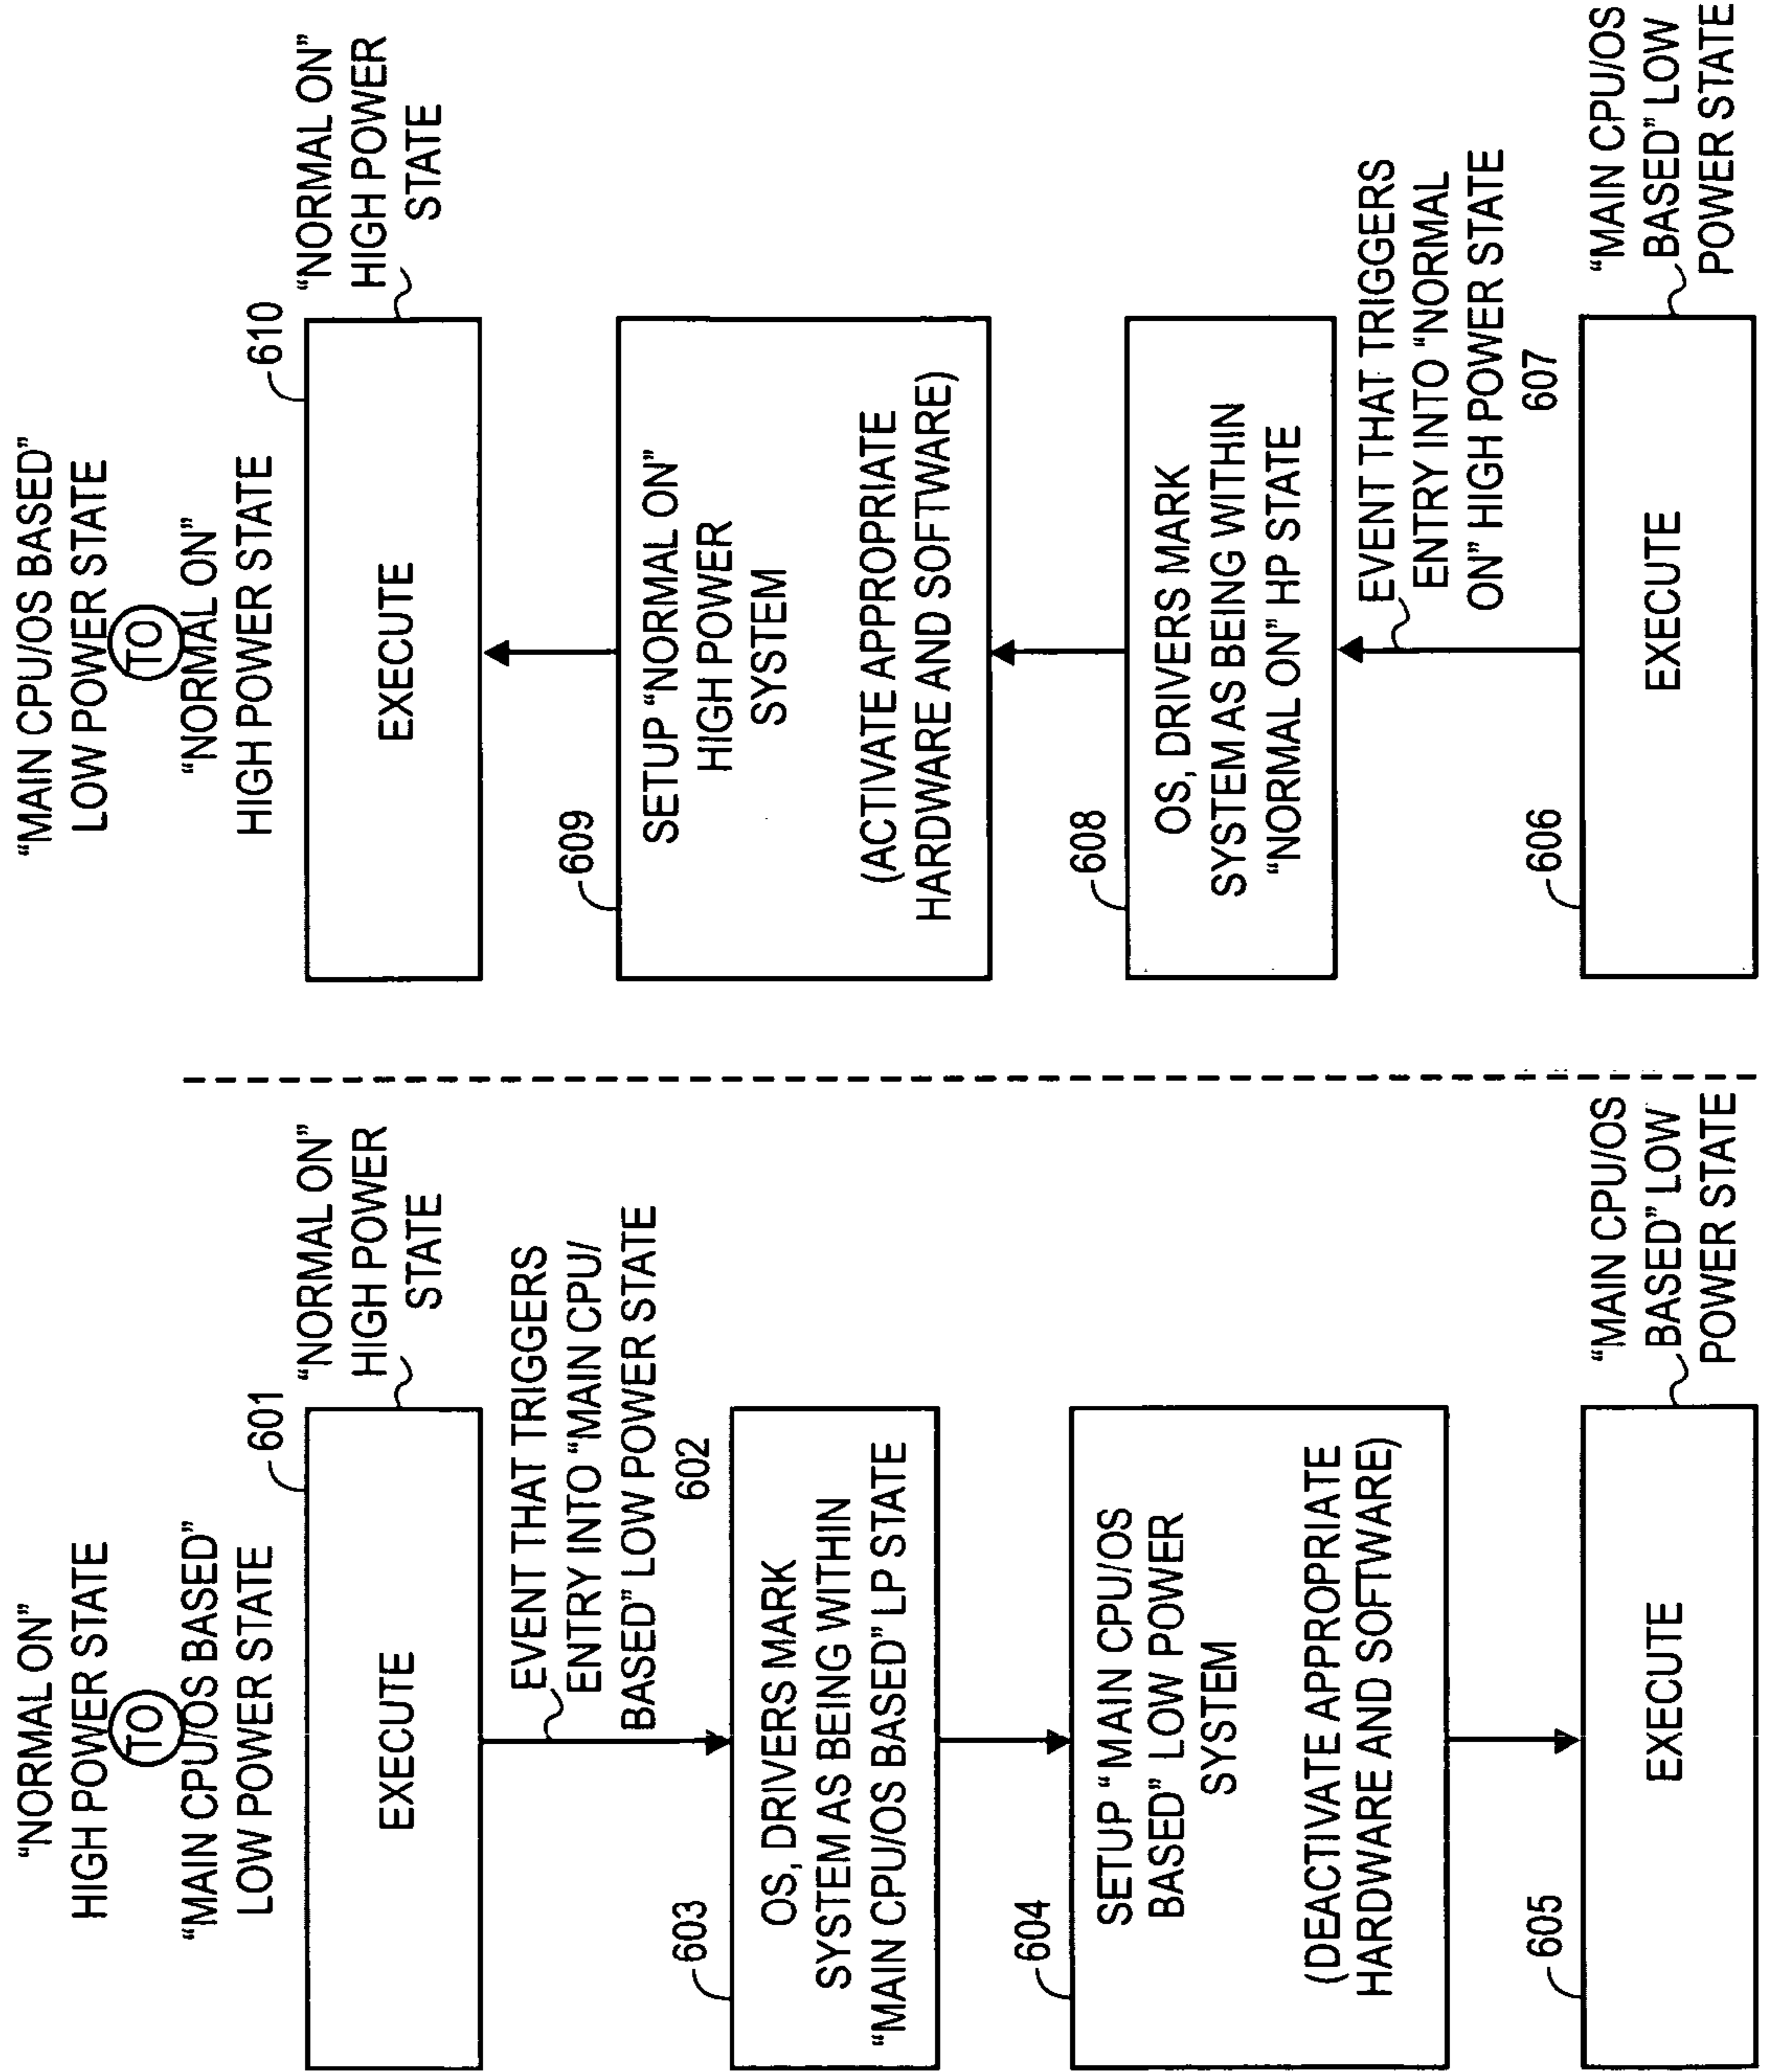 “NORMAL ON”
HIGH POWER STATE
TO
“MAIN CPU/OS BASED”
LOW POWER STATE
601
“NORMAL ON”
HIGH POWER
STATE
EXECUTE
EVENT THAT TRIGGERS
ENTRY INTO “MAIN CPU/
BASED” LOW POWER STATE
602
603
OS, DRIVERS MARK
SYSTEM AS BEING WITHIN
“MAIN CPU/OS BASED” LP STATE
604
SETUP “ MAIN CPU/OS
BASED” LOW POWER
SYSTEM
(DEACTIVATE APPROPRIATE
HARDWARE AND SOFTWARE)
605
EXECUTE
“MAIN CPU/OS
BASED” LOW
POWER STATE
“MAIN CPU/OS BASED”
LOW POWER STATE
TO
“NORMAL ON”
HIGH POWER STATE
610
“NORMAL ON”
HIGH POWER
STATE
EXECUTE
609
SETUP “NORMAL ON”
HIGH POWER
SYSTEM
(ACTIVATE APPROPRIATE
HARDWARE AND SOFTWARE)
608
OS, DRIVERS MARK
SYSTEM AS BEING WITHIN
“NORMAL ON” HP STATE
EVENT THAT TRIGGERS
ENTRY INTO “NORMAL
ON” HIGH POWER STATE
607
606
EXECUTE
“MAIN CPU/OS
BASED” LOW
POWER STATE